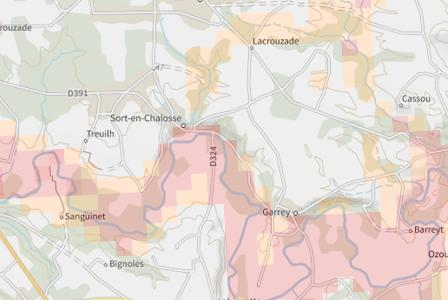 rouzade
Lacrouzade
D391
Cassou
Sort-en-Chalosse
Treuilh
D324
Sanguinet
Garrey
Barreyt
Bignoles
Ozou